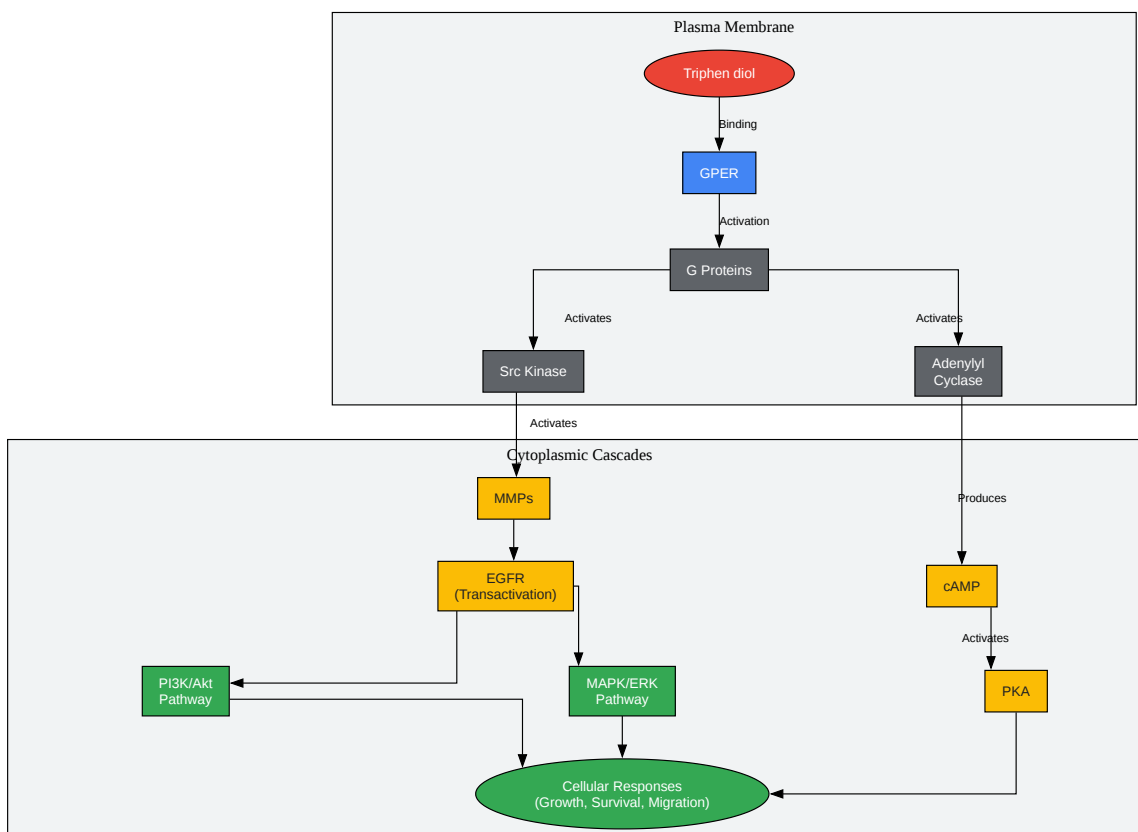 Plasma Membrane
Triphen diol
Binding
GPER
Activation
G Proteins
Activates
Activates
Src Kinase
Adenylyl
Cyclase
Activates
Cytoplasmic Cascades
MMPs
Produces
EGFR
(Transactivation)
cAMP
Activates
PI3K/Akt
Pathway
MAPK/ERK
Pathway
PKA
Cellular Responses
(Growth, Survival, Migration)